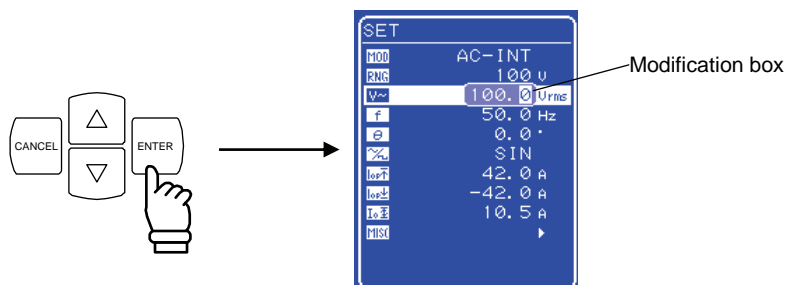 SET
MOD AC-INT
RNG 100 V
V~ 100.0 Vrms
f 50.0 Hz
θ 0.0 °
SIN
42.0 A
-42.0 A
10.5 A
MISC
Modification box
CANCEL
ENTER